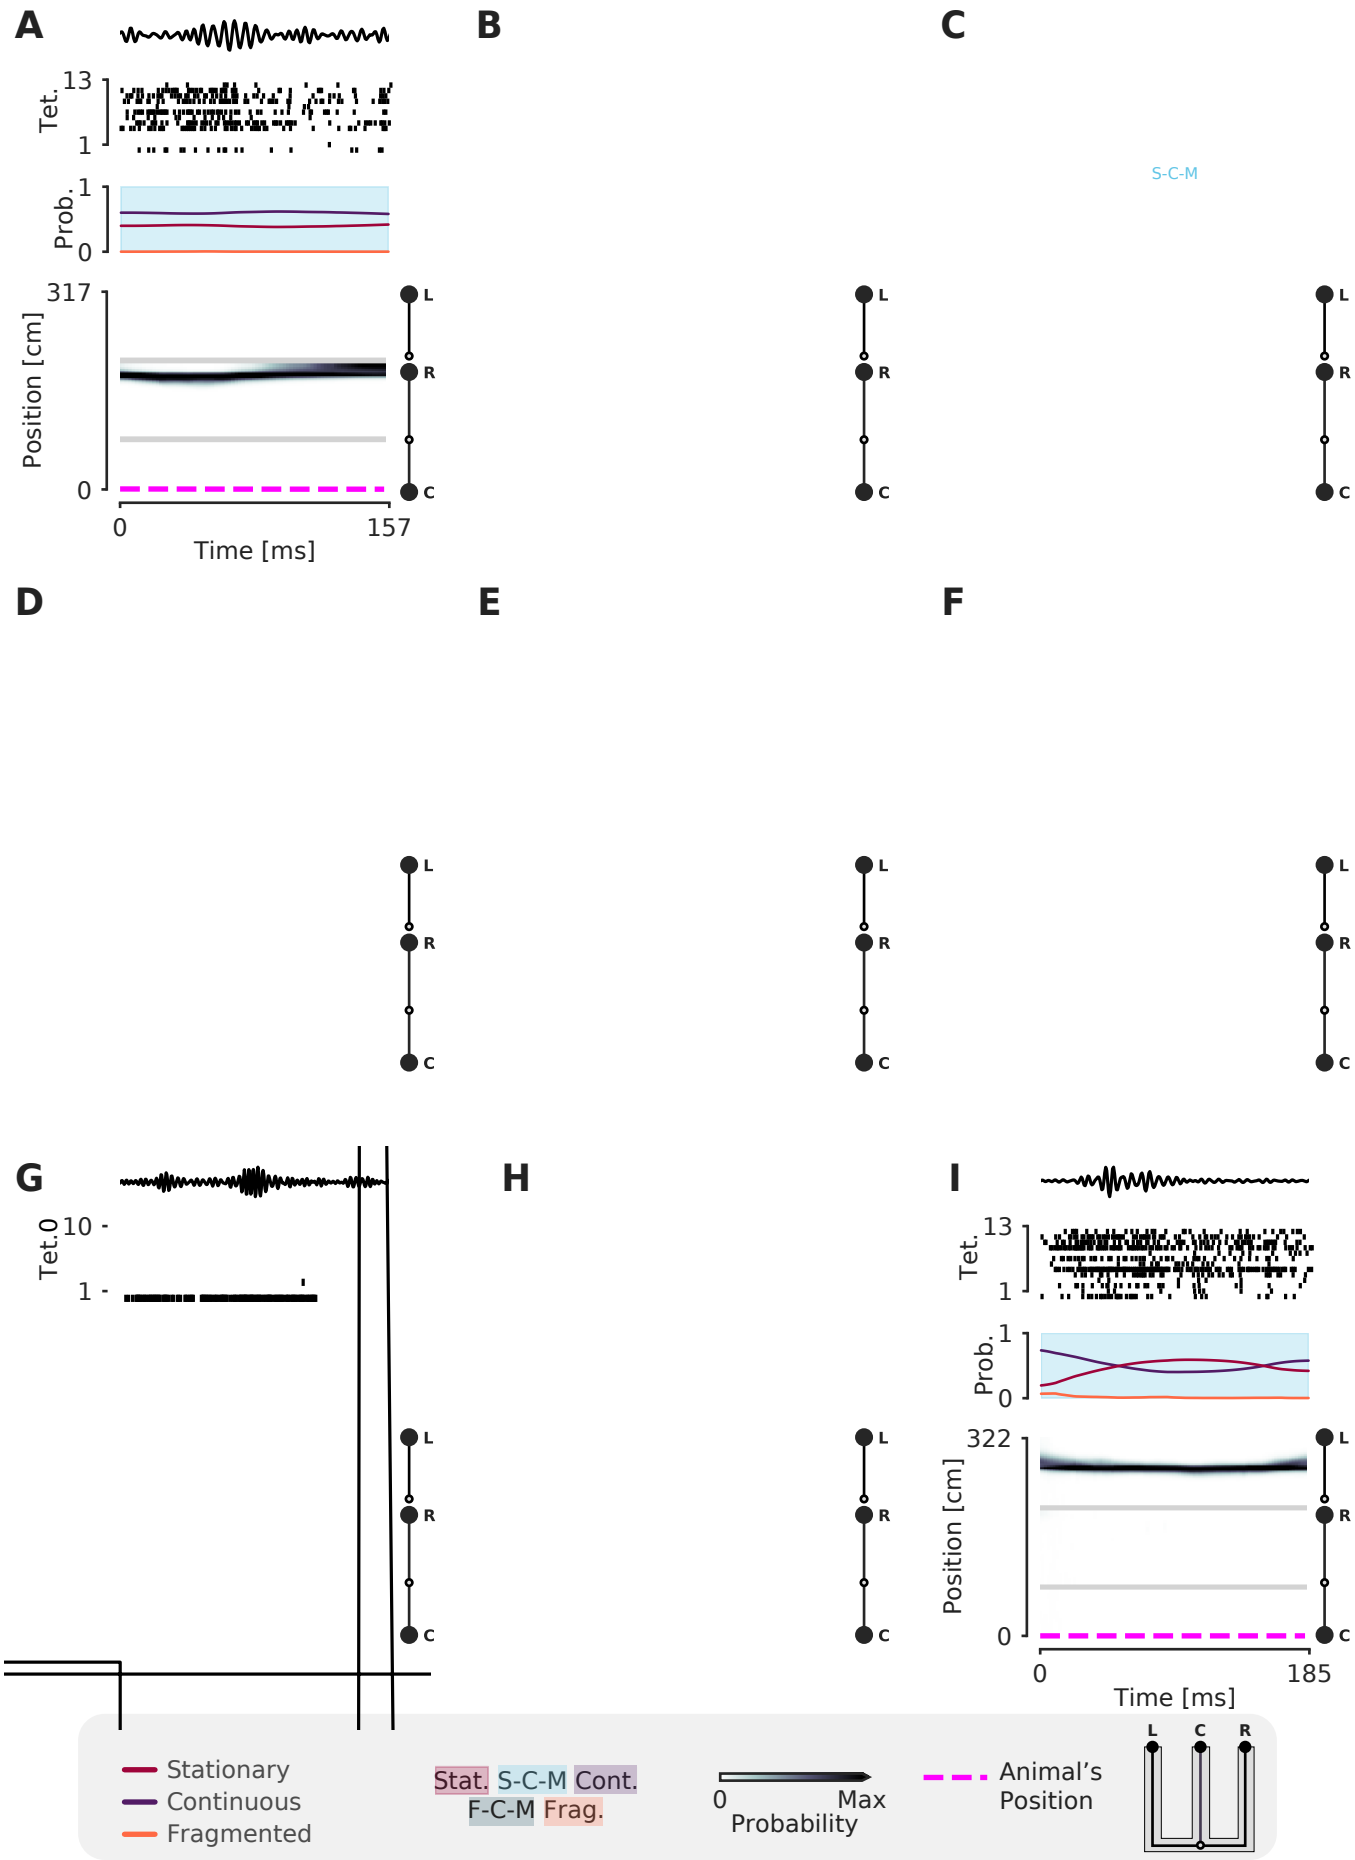 A
13
Tet.
1
1
Prob.
0
317
Position [cm]
0
L
R
C
0
157
Time [ms]
B
L
R
C
C
S-C-M
L
R
C
D
L
R
C
E
L
R
C
F
L
R
C
G
10
Tet.0
1
L
R
C
H
L
R
C
I
13
Tet.
1
1
Prob.
0
322
Position [cm]
0
L
R
C
0
185
Time [ms]
Stationary
Continuous
Fragmented
Stat. S-C-M Cont.
F-C-M Frag.
0 Max
Probability
Animal’s
Position
L C R